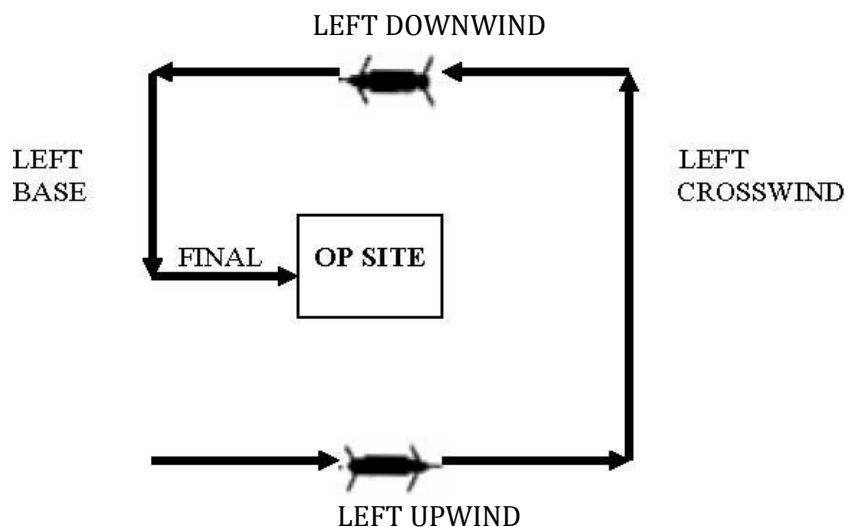 LEFT DOWNWIND
LEFT
BASE
LEFT
CROSSWIND
FINAL
OP SITE
LEFT UPWIND